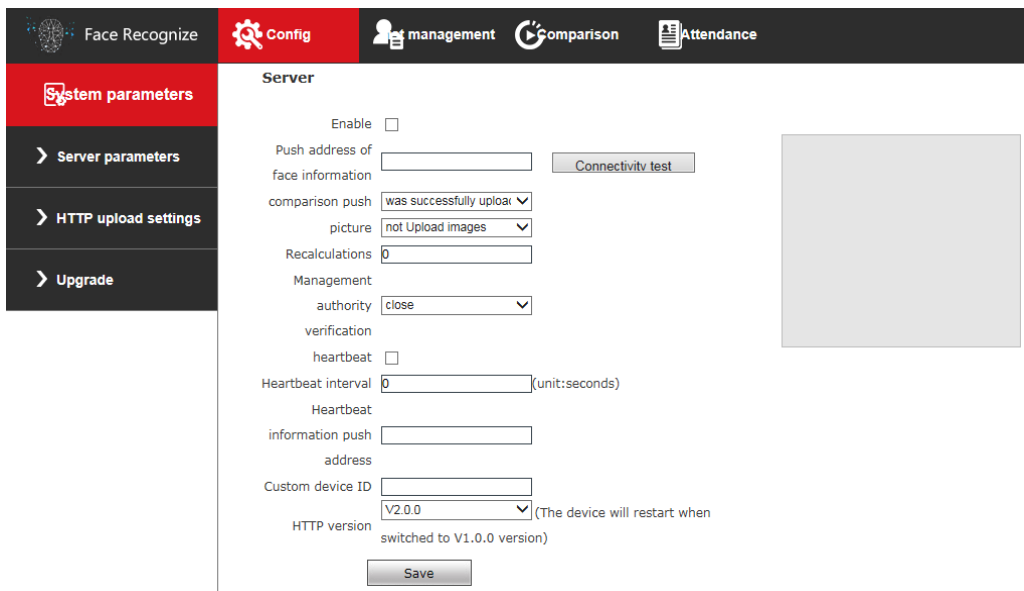 Face Recognize
Config
management
Comparison
Attendance
System parameters
Server parameters
HTTP upload settings
Upgrade
Server
Enable
Push address of
face information
Connectivity test
comparison push was successfully upload
picture not Upload images
Recalculations 0
Management
authority close
verification
heartbeat
Heartbeat interval 0 (unit:seconds)
Heartbeat
information push
address
Custom device ID
HTTP version V2.0.0 (The device will restart when
switched to V1.0.0 version)
Save